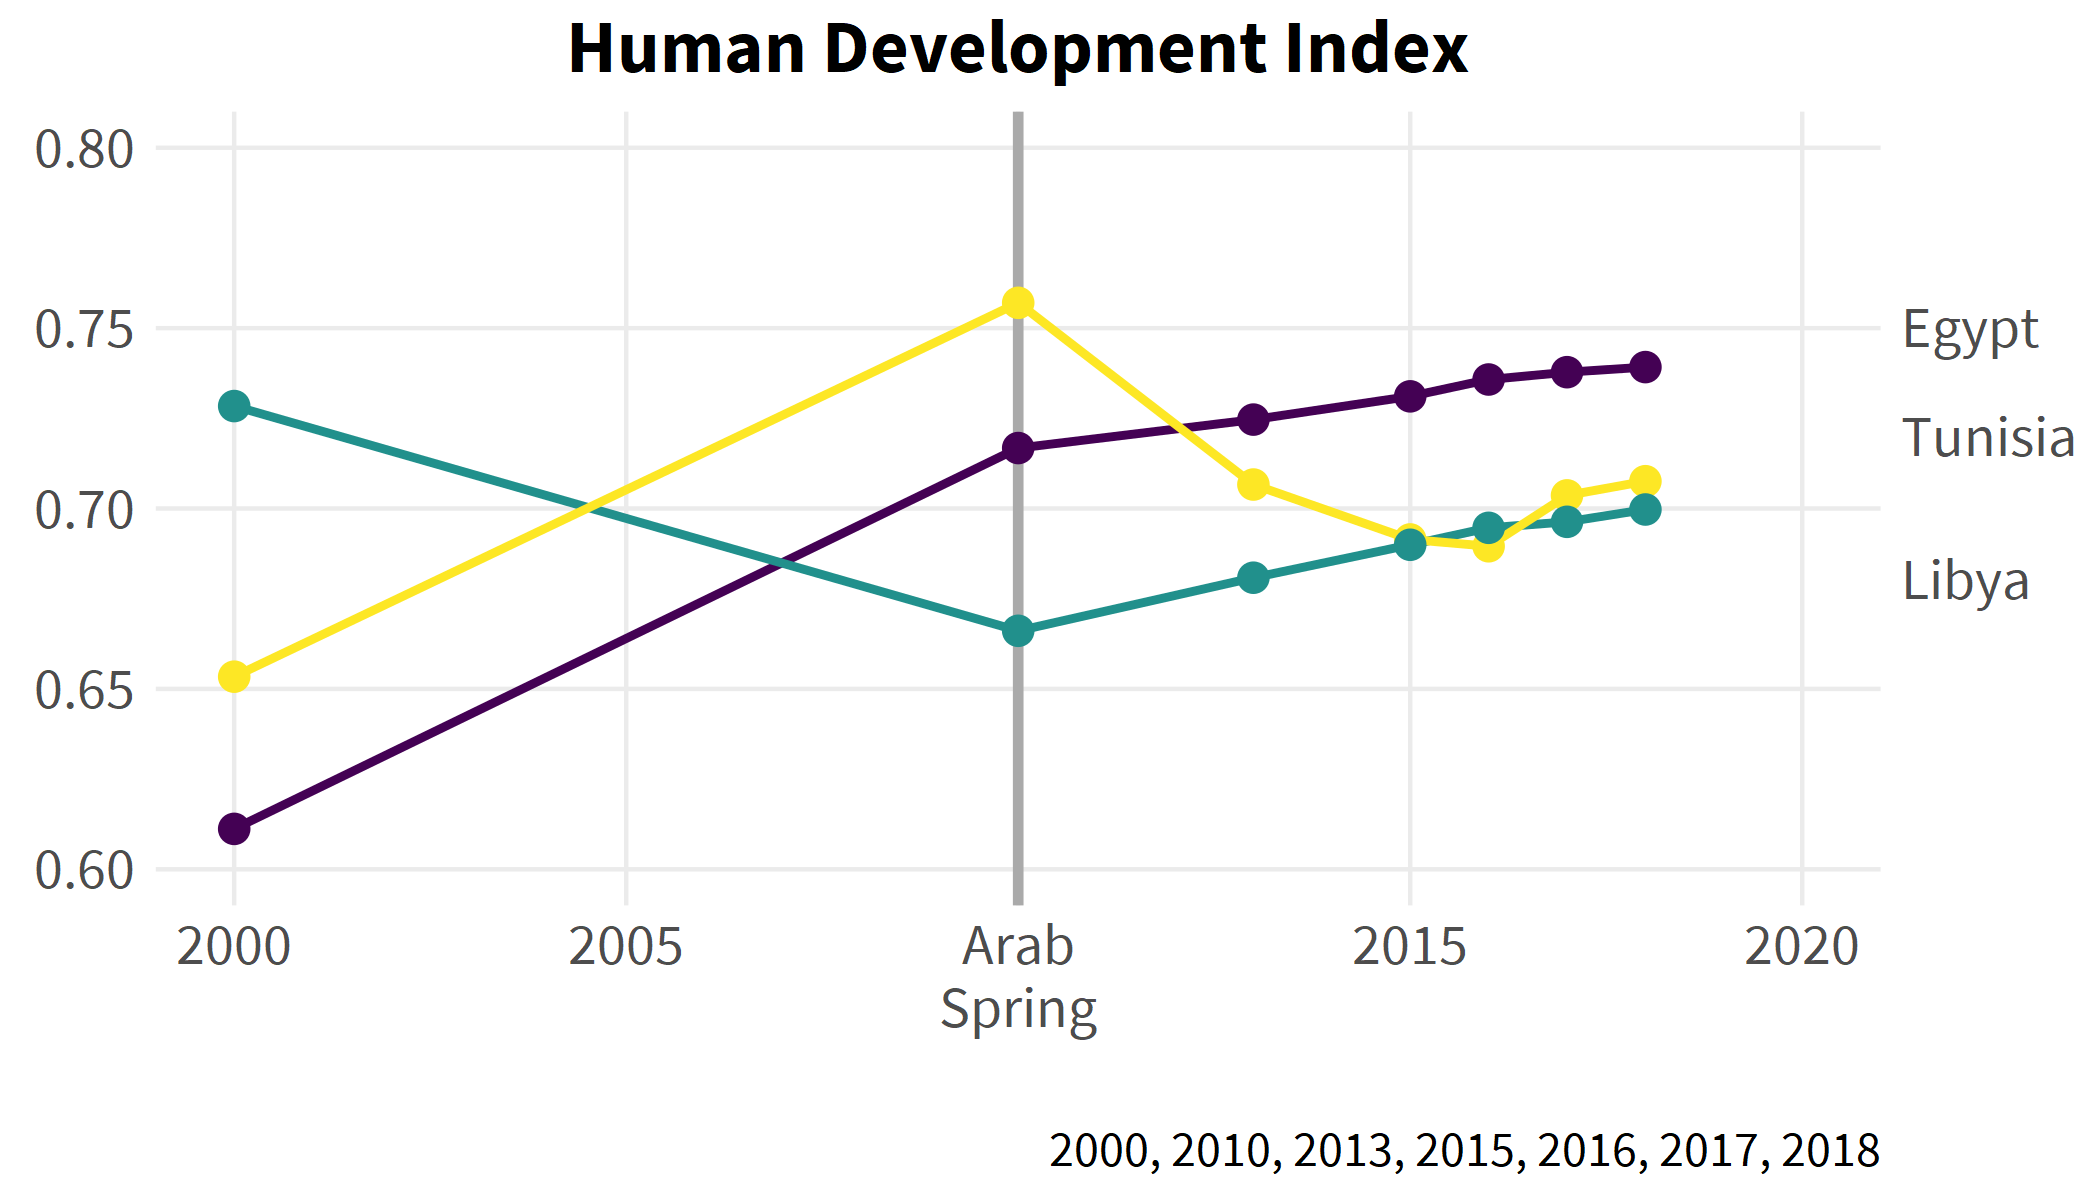 Human Development Index
0.80
0.75
0.70
0.65
0.60
Egypt
Tunisia
Libya
2000
2005
Arab
Spring
2015
2020
2000, 2010, 2013, 2015, 2016, 2017, 2018